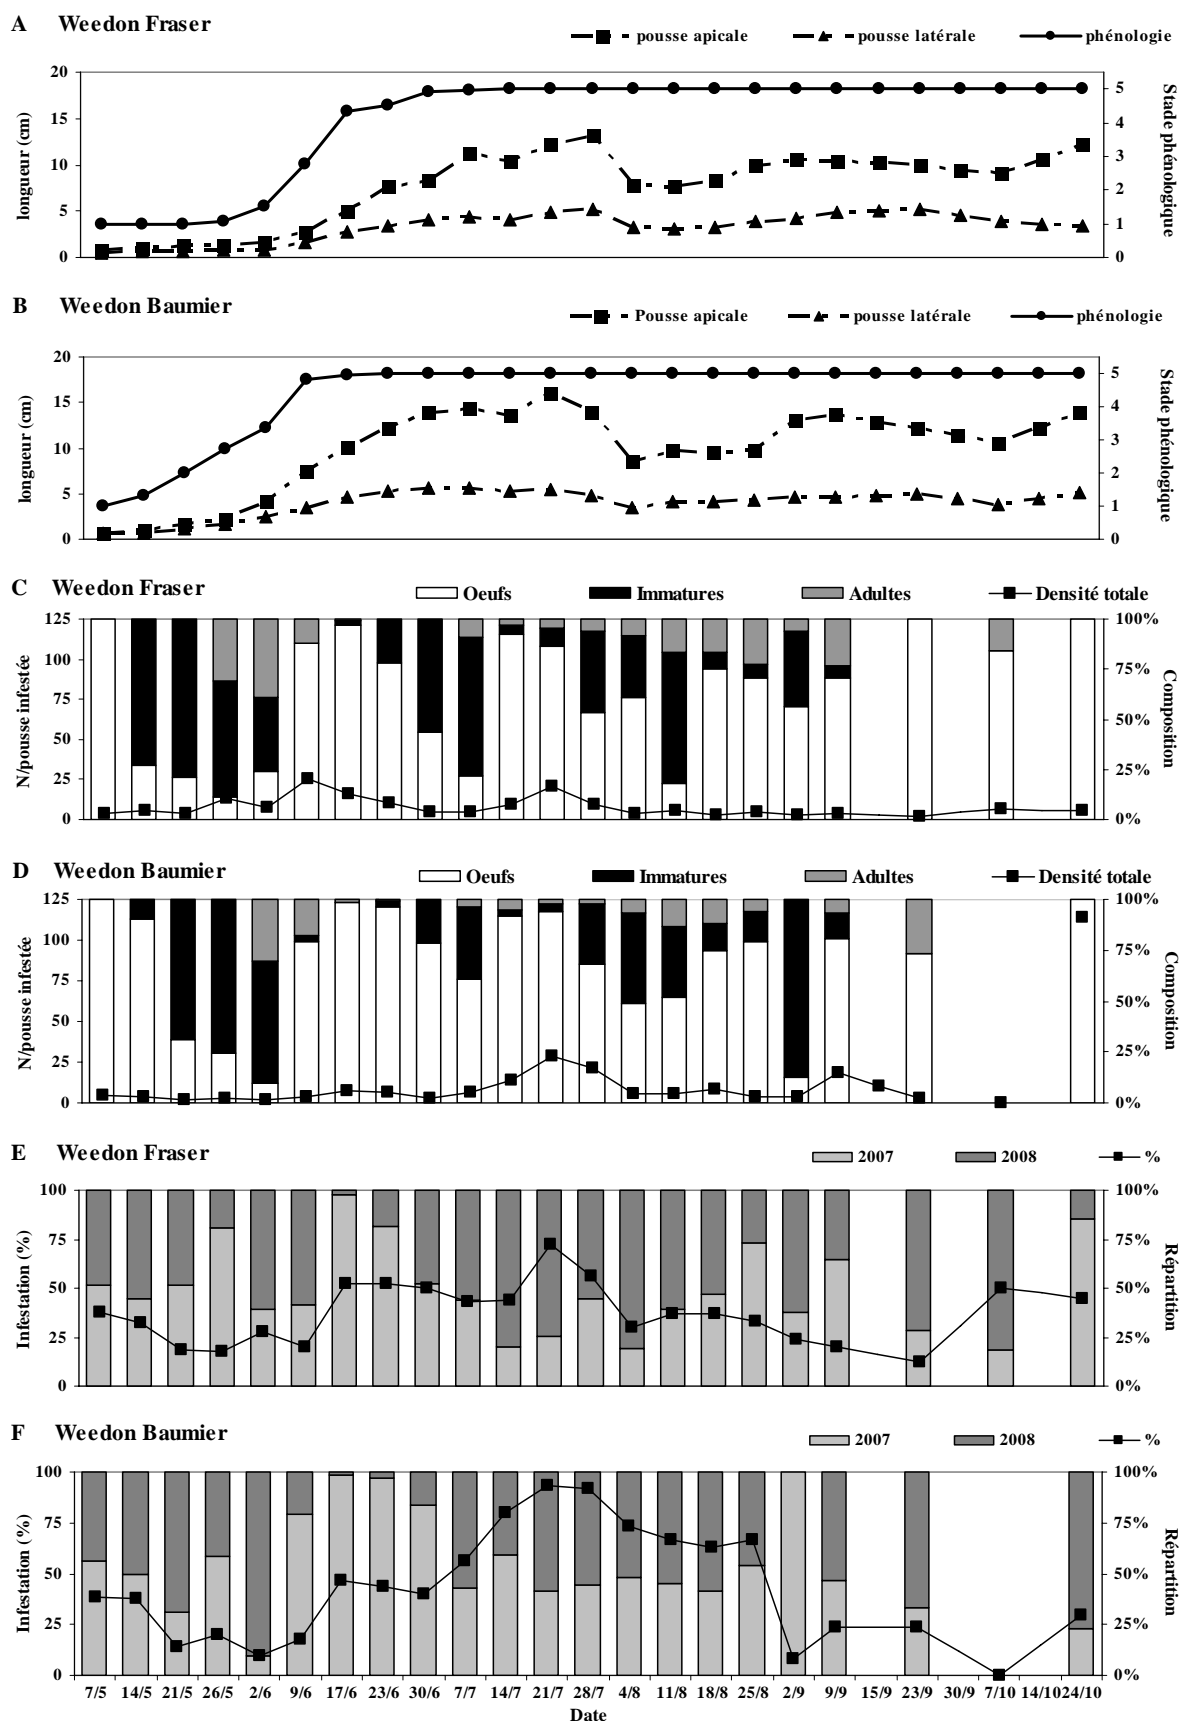 A Weedon Fraser
pousse apicale pousse latérale phénologie
20
15
10
5
0
longueur (cm)
5
4
3
2
1
0
Stade phénologique
B Weedon Baumier
Pousse apicale pousse latérale phénologie
20
15
10
5
0
longueur (cm)
5
4
3
2
1
0
Stade phénologique
C Weedon Fraser
Oeufs Immatures Adultes Densité totale
125
100
75
50
25
0
N/pousse infestée
100%
75%
50%
25%
0%
Composition
D Weedon Baumier
Oeufs Immatures Adultes Densité totale
125
100
75
50
25
0
N/pousse infestée
100%
75%
50%
25%
0%
Composition
E Weedon Fraser
2007 2008 %
100
75
50
25
0
Infestation (%)
100%
75%
50%
25%
0%
Répartition
F Weedon Baumier
2007 2008 %
100
75
50
25
0
Infestation (%)
100%
75%
50%
25%
0%
Répartition
7/5 14/5 21/5 26/5 2/6 9/6 17/6 23/6 30/6 7/7 14/7 21/7 28/7 4/8 11/8 18/8 25/8 2/9 9/9 15/9 23/9 30/9 7/10 14/10 24/10
Date